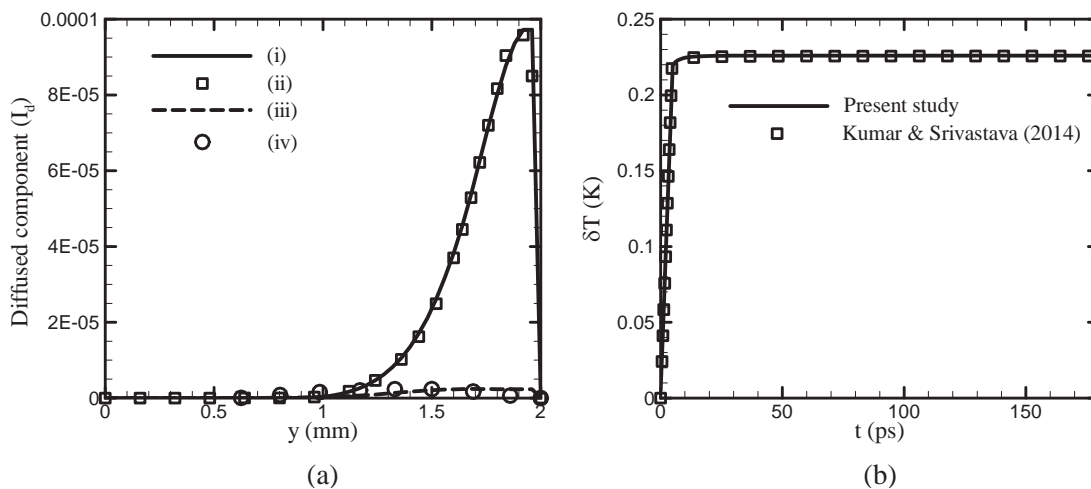 0.0001
8E-05
6E-05
4E-05
2E-05
0
Diffused component (I_d)
(i)
(ii)
(iii)
(iv)
0 0.5 1 1.5 2
y (mm)
(a)
0.25
0.2
0.15
0.1
0.05
0
δT (K)
Present study
Kumar & Srivastava (2014)
0 50 100 150
t (ps)
(b)